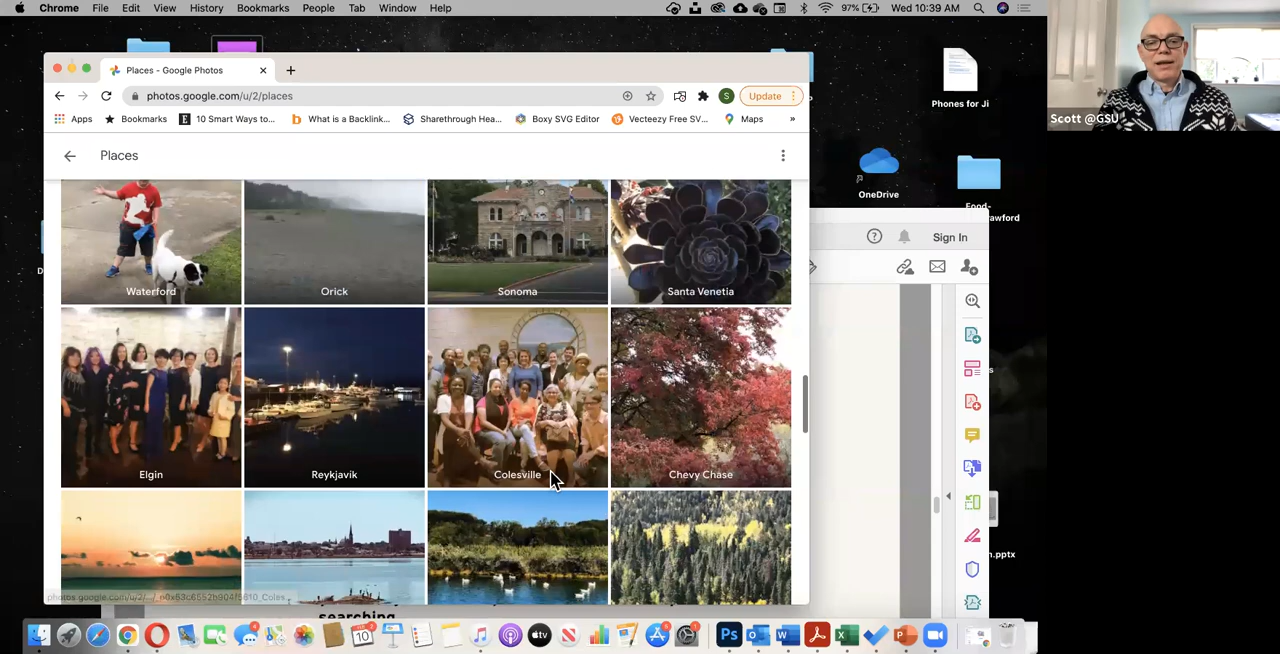 Chrome File Edit View History Bookmarks People Tab Window Help
97% Wed 10:39 AM
Places - Google Photos
photos.google.com/u/2/places
Update
Apps Bookmarks 10 Smart Ways to... What is a Backlink... Sharethrough Hea... Boxy SVG Editor Vecteezy Free SV... Maps »
Places
Waterford Orick Sonoma Santa Venetia
Elgin Reykjavik Colesville Chevy Chase
Phones for Ji
OneDrive
Sign In
searching
Scott @GSU